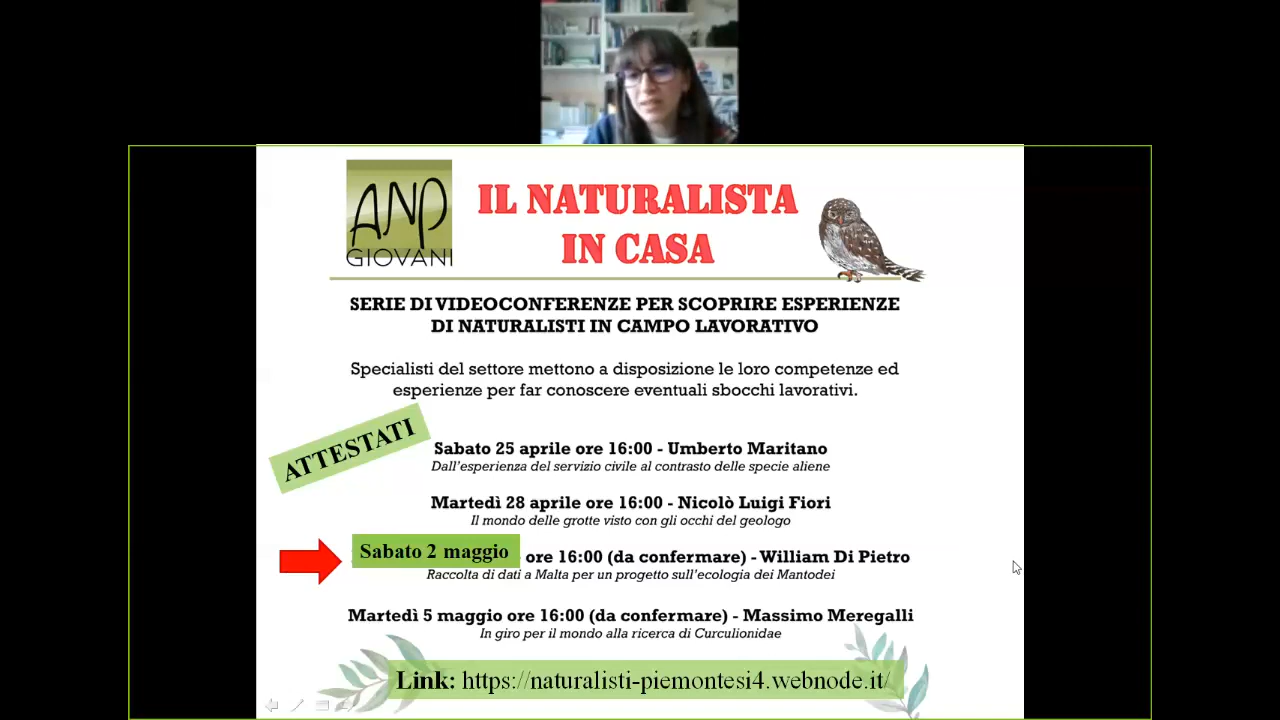 ANP
GIOVANI
IL NATURALISTA
IN CASA
SERIE DI VIDEOCONFERENZE PER SCOPRIRE ESPERIENZE
DI NATURALISTI IN CAMPO LAVORATIVO
Specialisti del settore mettono a disposizione le loro competenze ed
esperienze per far conoscere eventuali sbocchi lavorativi.
ATTESTATI
Sabato 25 aprile ore 16:00 - Umberto Maritano
Dall'esperienza del servizio civile al contrasto delle specie aliene
Martedì 28 aprile ore 16:00 - Nicolò Luigi Fiori
Il mondo delle grotte visto con gli occhi del geologo
Sabato 2 maggio ore 16:00 (da confermare) - William Di Pietro
Raccolta di dati a Malta per un progetto sull'ecologia dei Mantodei
Martedì 5 maggio ore 16:00 (da confermare) - Massimo Meregalli
In giro per il mondo alla ricerca di Curculionidae
Link: https://naturalisti-piemontesi4.webnode.it/